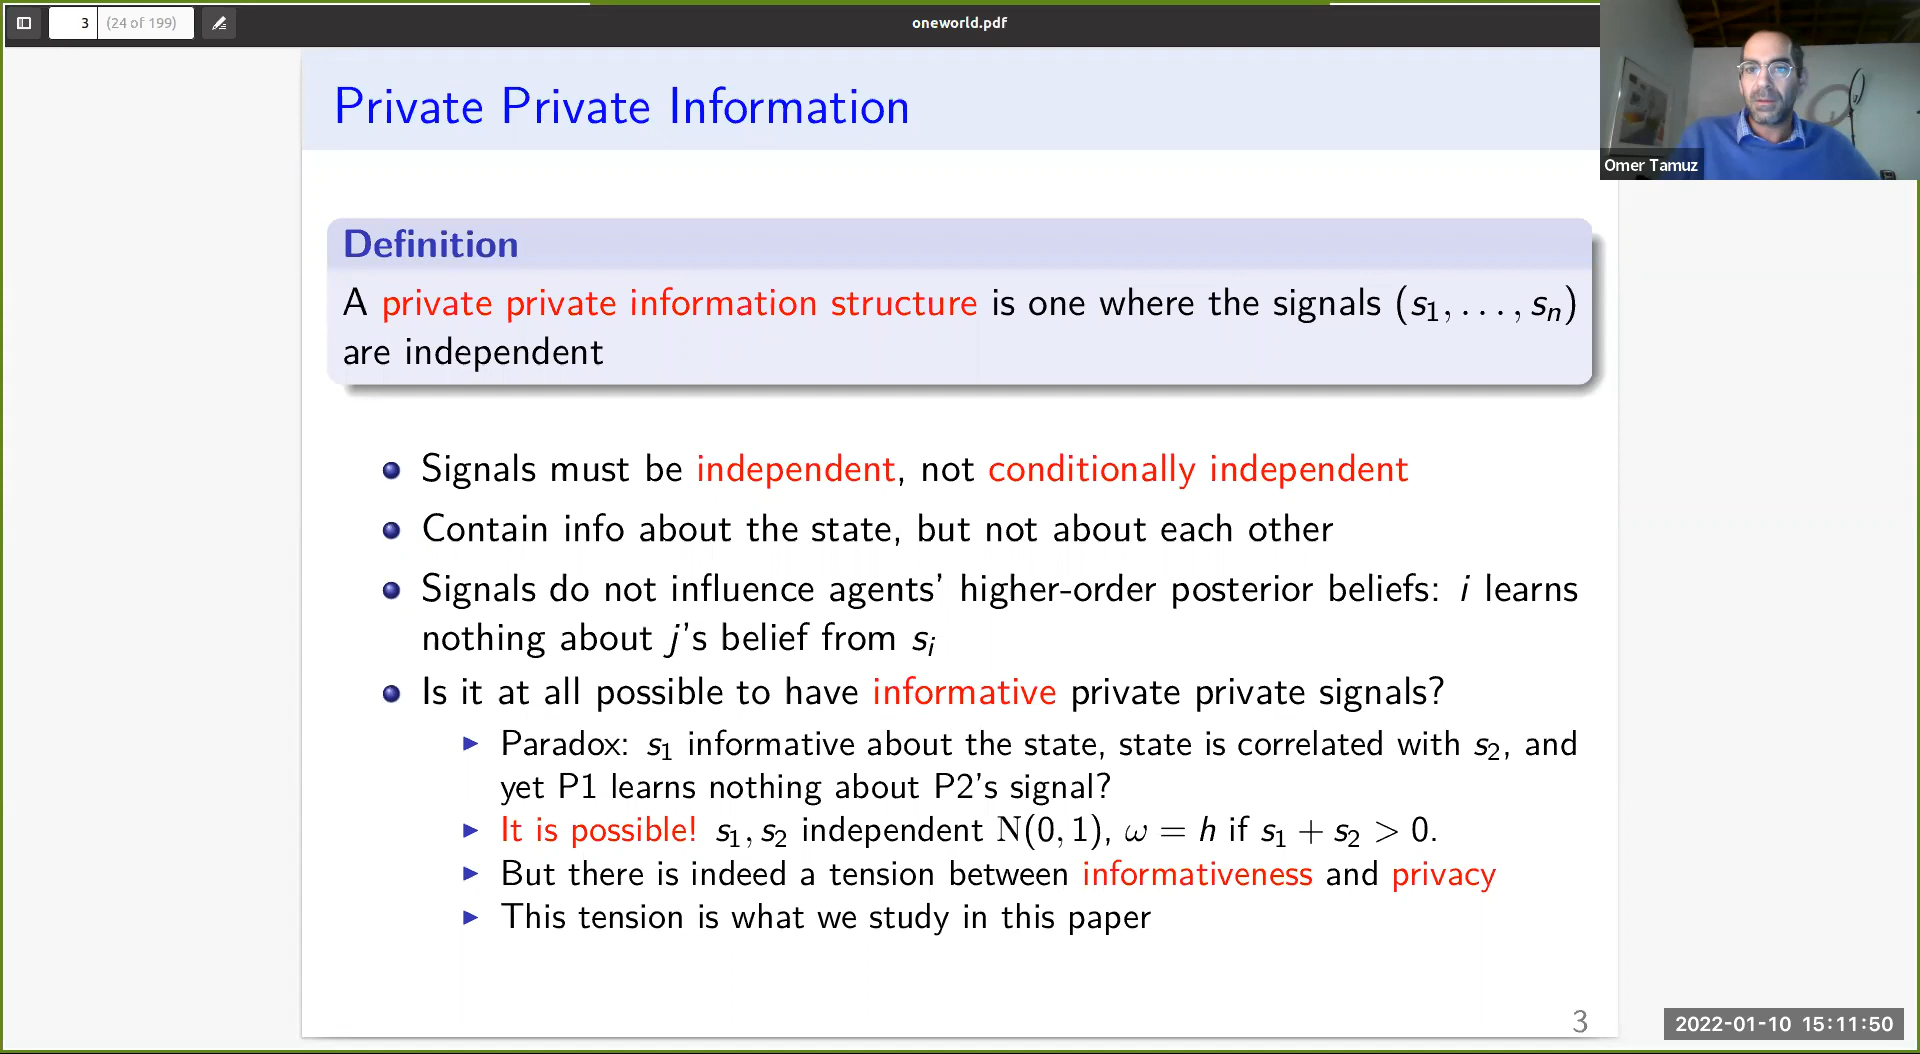 3 (24 of 199)
oneworld.pdf
Private Private Information
Omer Tamuz
Definition
A private private information structure is one where the signals (s₁, . . . , sₙ)
are independent
Signals must be independent, not conditionally independent
Contain info about the state, but not about each other
Signals do not influence agents' higher-order posterior beliefs: i learns
nothing about j's belief from sᵢ
Is it at all possible to have informative private private signals?
Paradox: s₁ informative about the state, state is correlated with s₂, and
yet P1 learns nothing about P2's signal?
It is possible! s₁, s₂ independent N(0, 1), ω = h if s₁ + s₂ > 0.
But there is indeed a tension between informativeness and privacy
This tension is what we study in this paper
3
2022-01-10 15:11:50